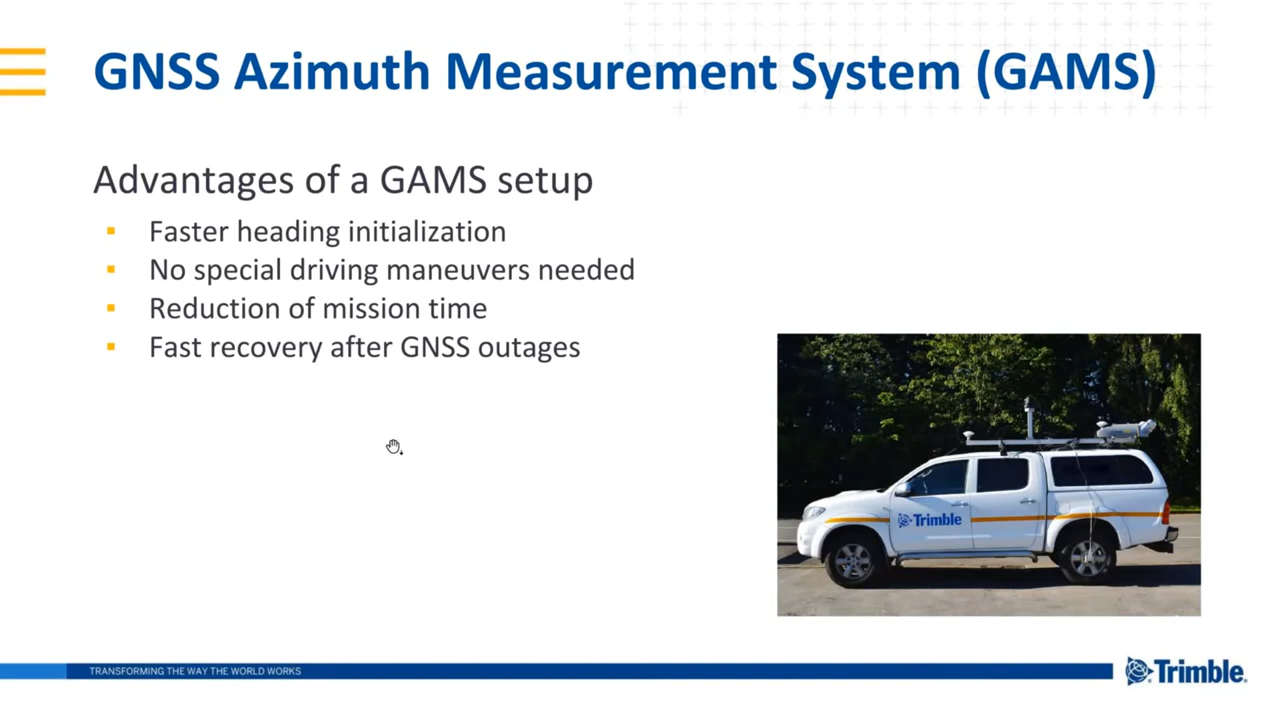 GNSS Azimuth Measurement System (GAMS)
Advantages of a GAMS setup
▪ Faster heading initialization
▪ No special driving maneuvers needed
▪ Reduction of mission time
▪ Fast recovery after GNSS outages
Trimble
TRANSFORMING THE WAY THE WORLD WORKS
Trimble.